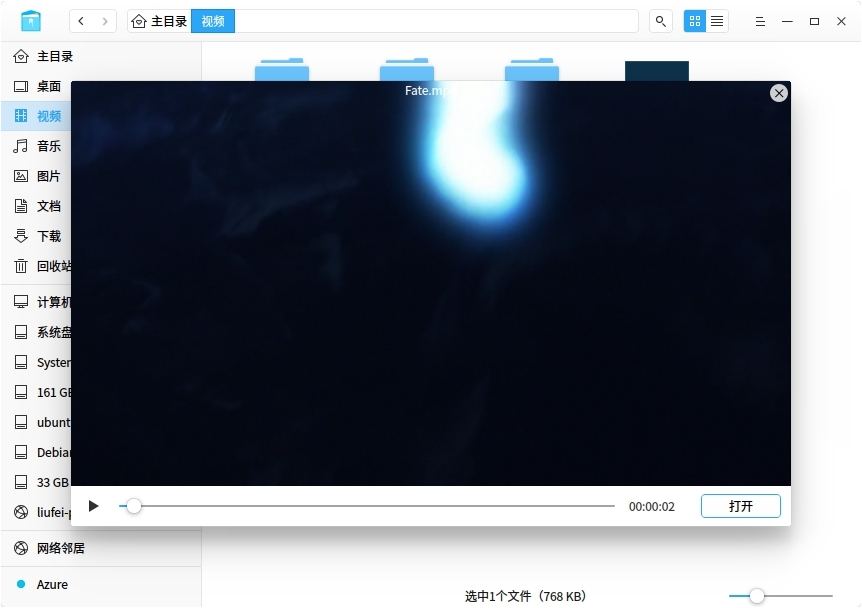 主目录 视频
主目录
桌面
视频
音乐
图片
文档
下载
回收站
计算机
系统盘
System
161 GB
ubunt
Debian
33 GB
liufei-p
网络邻居
Azure
Fate.mp
00:00:02 打开
选中1个文件（768 KB）